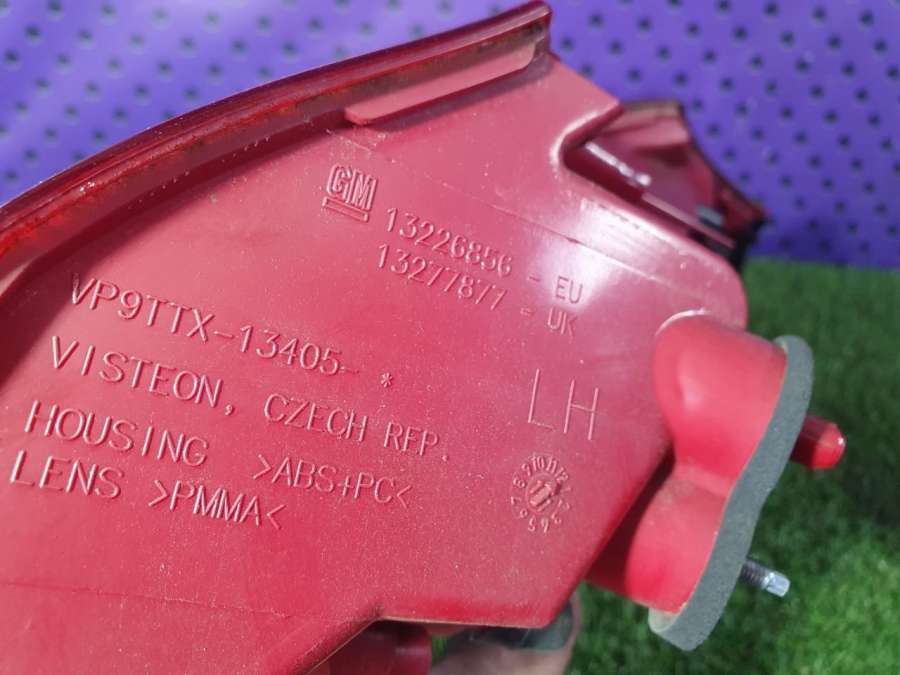 GM
13226856 - EU
13277877 - UK
VP9TTX-13405- *
VISTEON, CZECH REP.
HOUSING >ABS+PC<
LENS >PMMA<
LH